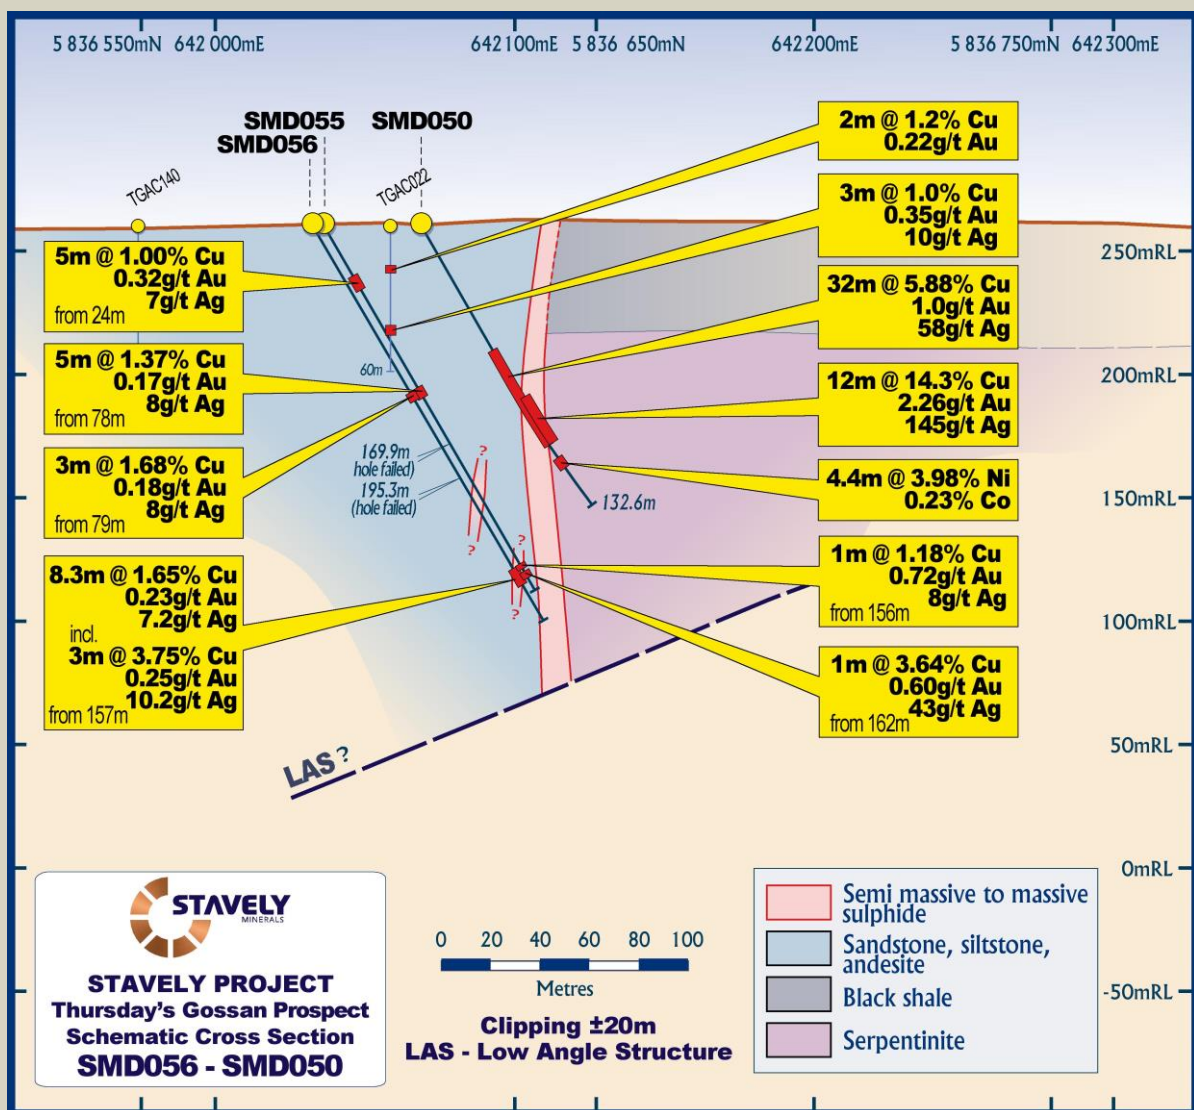 5 836 550mN
642 000mE
642 100mE
5 836 650mN
642 200mE
5 836 750mN
642 300mE
SMD055
SMD056
SMD050
TGAC140
TGAC022
2m @ 1.2% Cu
0.22g/t Au
3m @ 1.0% Cu
0.35g/t Au
10g/t Ag
32m @ 5.88% Cu
1.0g/t Au
58g/t Ag
12m @ 14.3% Cu
2.26g/t Au
145g/t Ag
4.4m @ 3.98% Ni
0.23% Co
1m @ 1.18% Cu
0.72g/t Au
8g/t Ag
from 156m
1m @ 3.64% Cu
0.60g/t Au
43g/t Ag
from 162m
5m @ 1.00% Cu
0.32g/t Au
7g/t Ag
from 24m
5m @ 1.37% Cu
0.17g/t Au
8g/t Ag
from 78m
3m @ 1.68% Cu
0.18g/t Au
8g/t Ag
from 79m
8.3m @ 1.65% Cu
0.23g/t Au
7.2g/t Ag
incl.
3m @ 3.75% Cu
0.25g/t Au
10.2g/t Ag
from 157m
60m
169.9m
hole failed)
195.3m
(hole failed)
132.6m
?
?
?
?
LAS ?
250mRL
200mRL
150mRL
100mRL
50mRL
0mRL
-50mRL
STAVELY
MINERALS
STAVELY PROJECT
Thursday's Gossan Prospect
Schematic Cross Section
SMD056 - SMD050
0 20 40 60 80 100
Metres
Clipping ±20m
LAS - Low Angle Structure
Semi massive to massive
sulphide
Sandstone, siltstone,
andesite
Black shale
Serpentinite